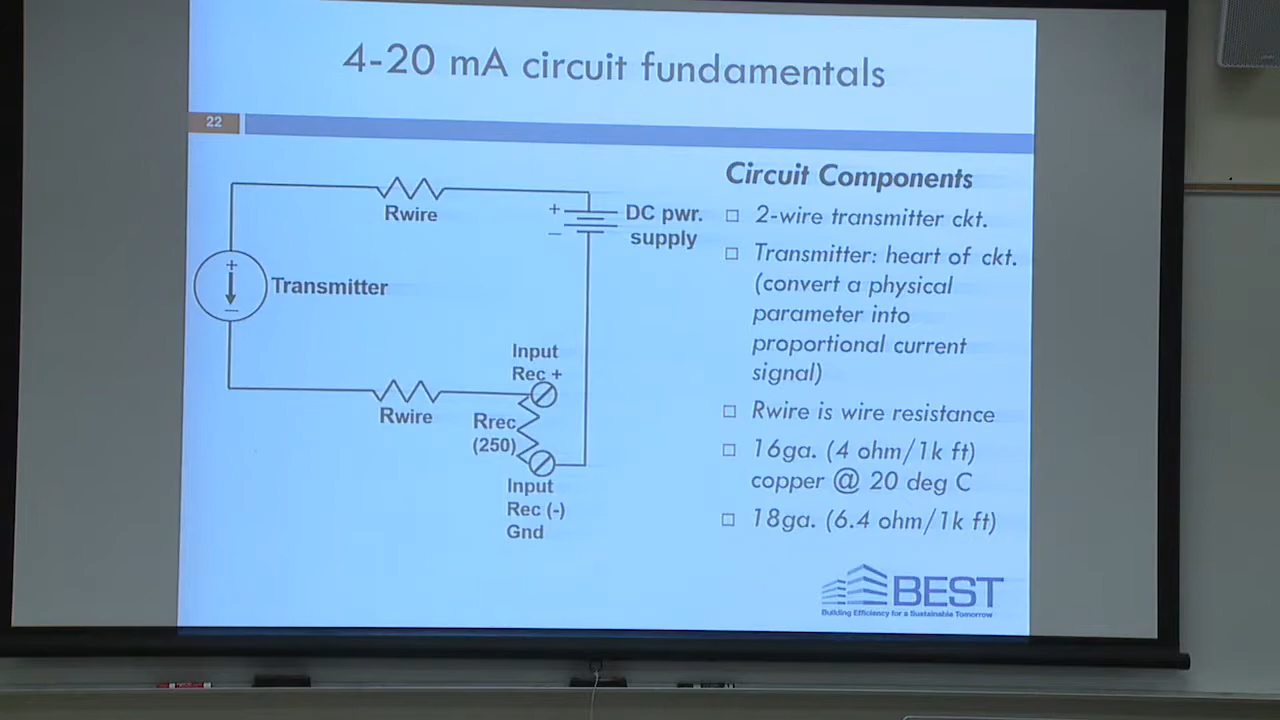 4-20 mA circuit fundamentals
22
Rwire
+
−
DC pwr.
supply
+
−
Transmitter
Input
Rec +
Rwire
Rrec
(250)
Input
Rec (-)
Gnd
Circuit Components
2-wire transmitter ckt.
Transmitter: heart of ckt.
(convert a physical
parameter into
proportional current
signal)
Rwire is wire resistance
16ga. (4 ohm/1k ft)
copper @ 20 deg C
18ga. (6.4 ohm/1k ft)
BEST
Building Efficiency for a Sustainable Tomorrow